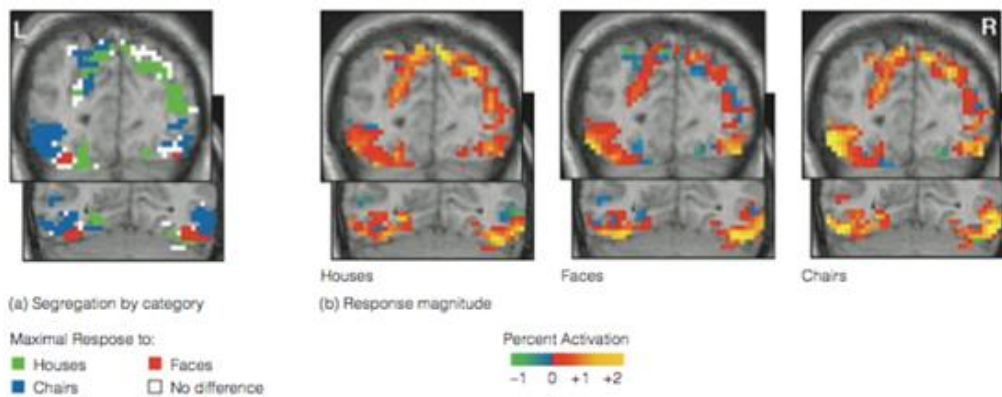 L
R
Houses
Faces
Chairs
(a) Segregation by category
(b) Response magnitude
Maximal Respose to:
Houses
Faces
Chairs
No difference
Percent Activation
−1 0 +1 +2